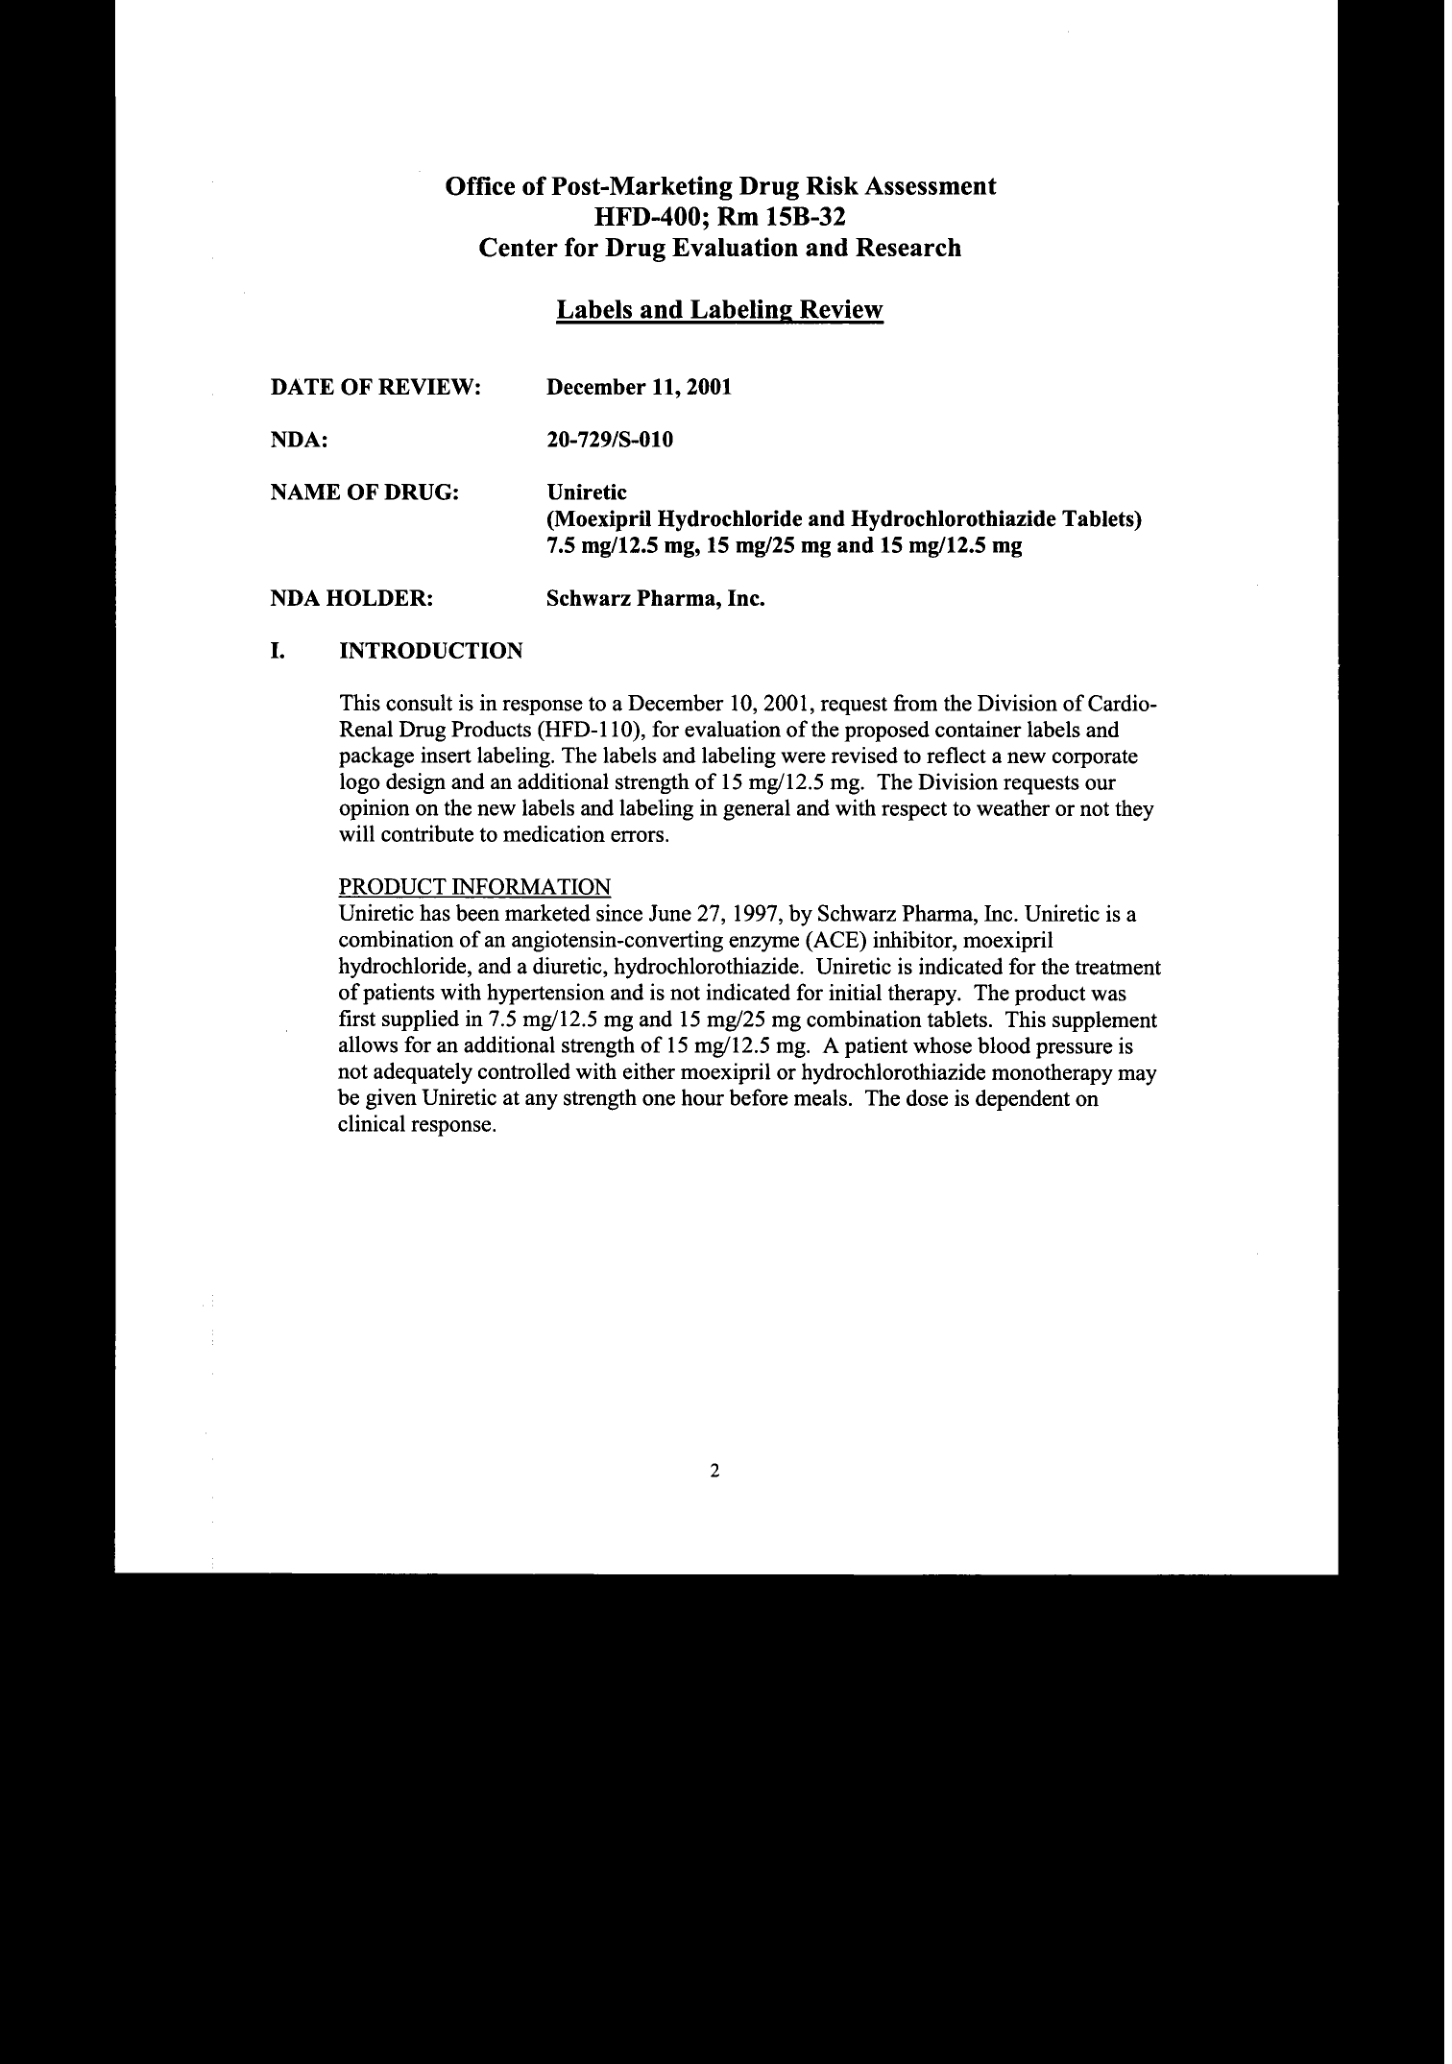 Office of Post-Marketing Drug Risk Assessment
HFD-400; Rm 15B-32
Center for Drug Evaluation and Research
Labels and Labeling Review
DATE OF REVIEW: December 11, 2001
NDA: 20-729/S-010
NAME OF DRUG: Uniretic
(Moexipril Hydrochloride and Hydrochlorothiazide Tablets)
7.5 mg/12.5 mg, 15 mg/25 mg and 15 mg/12.5 mg
NDA HOLDER: Schwarz Pharma, Inc.
I. INTRODUCTION
This consult is in response to a December 10, 2001, request from the Division of Cardio-
Renal Drug Products (HFD-110), for evaluation of the proposed container labels and
package insert labeling. The labels and labeling were revised to reflect a new corporate
logo design and an additional strength of 15 mg/12.5 mg. The Division requests our
opinion on the new labels and labeling in general and with respect to weather or not they
will contribute to medication errors.
PRODUCT INFORMATION
Uniretic has been marketed since June 27, 1997, by Schwarz Pharma, Inc. Uniretic is a
combination of an angiotensin-converting enzyme (ACE) inhibitor, moexipril
hydrochloride, and a diuretic, hydrochlorothiazide. Uniretic is indicated for the treatment
of patients with hypertension and is not indicated for initial therapy. The product was
first supplied in 7.5 mg/12.5 mg and 15 mg/25 mg combination tablets. This supplement
allows for an additional strength of 15 mg/12.5 mg. A patient whose blood pressure is
not adequately controlled with either moexipril or hydrochlorothiazide monotherapy may
be given Uniretic at any strength one hour before meals. The dose is dependent on
clinical response.
2